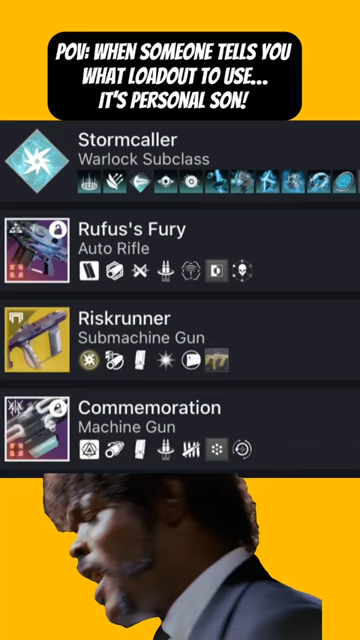 POV: WHEN SOMEONE TELLS YOU
WHAT LOADOUT TO USE...
IT'S PERSONAL SON!
Stormcaller
Warlock Subclass
Rufus's Fury
Auto Rifle
Riskrunner
Submachine Gun
Commemoration
Machine Gun